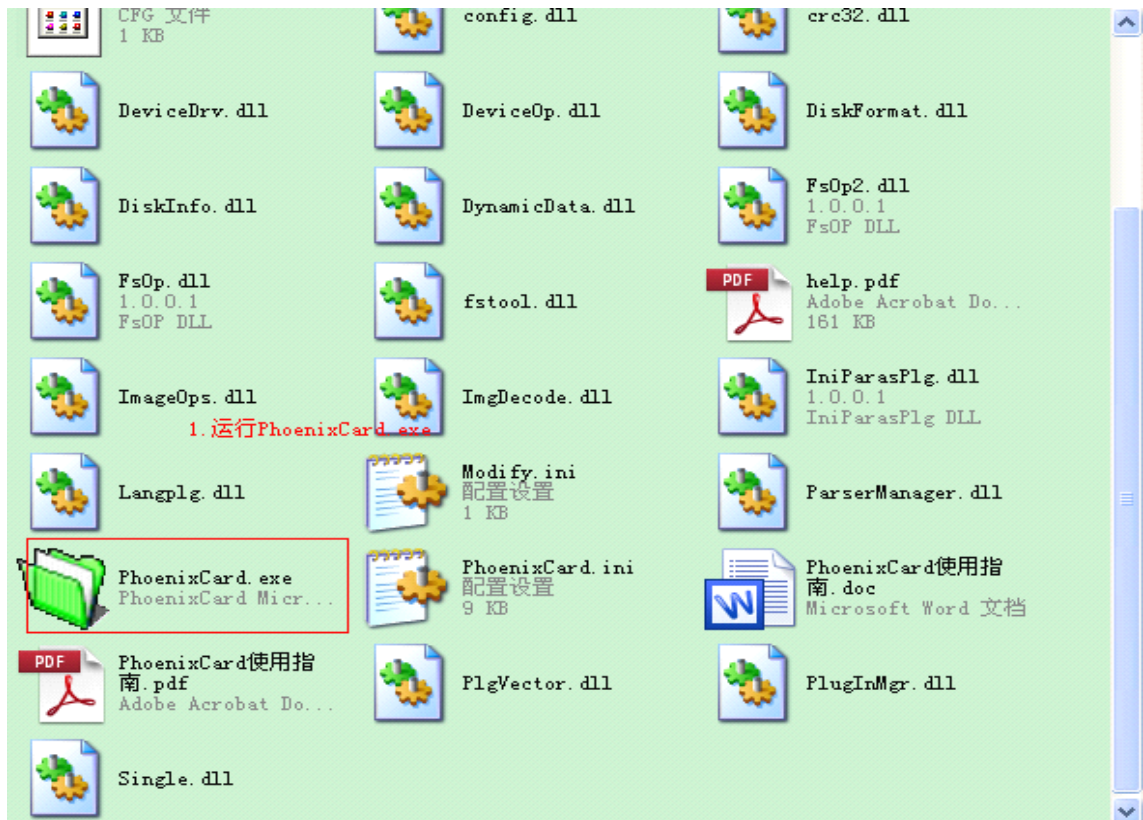 CFG 文件
1 KB
config.dll
crc32.dll
DeviceDrv.dll
DeviceOp.dll
DiskFormat.dll
DiskInfo.dll
DynamicData.dll
FsOp2.dll
1.0.0.1
FsOP DLL
FsOp.dll
1.0.0.1
FsOP DLL
fstool.dll
PDF
help.pdf
Adobe Acrobat Do...
161 KB
ImageOps.dll
ImgDecode.dll
IniParasPlg.dll
1.0.0.1
IniParasPlg DLL
1.运行PhoenixCard.exe
Langplg.dll
Modify.ini
配置设置
1 KB
ParserManager.dll
PhoenixCard.exe
PhoenixCard Micr...
PhoenixCard.ini
配置设置
9 KB
W
PhoenixCard使用指
南.doc
Microsoft Word 文档
PDF
PhoenixCard使用指
南.pdf
Adobe Acrobat Do...
PlgVector.dll
PlugInMgr.dll
Single.dll